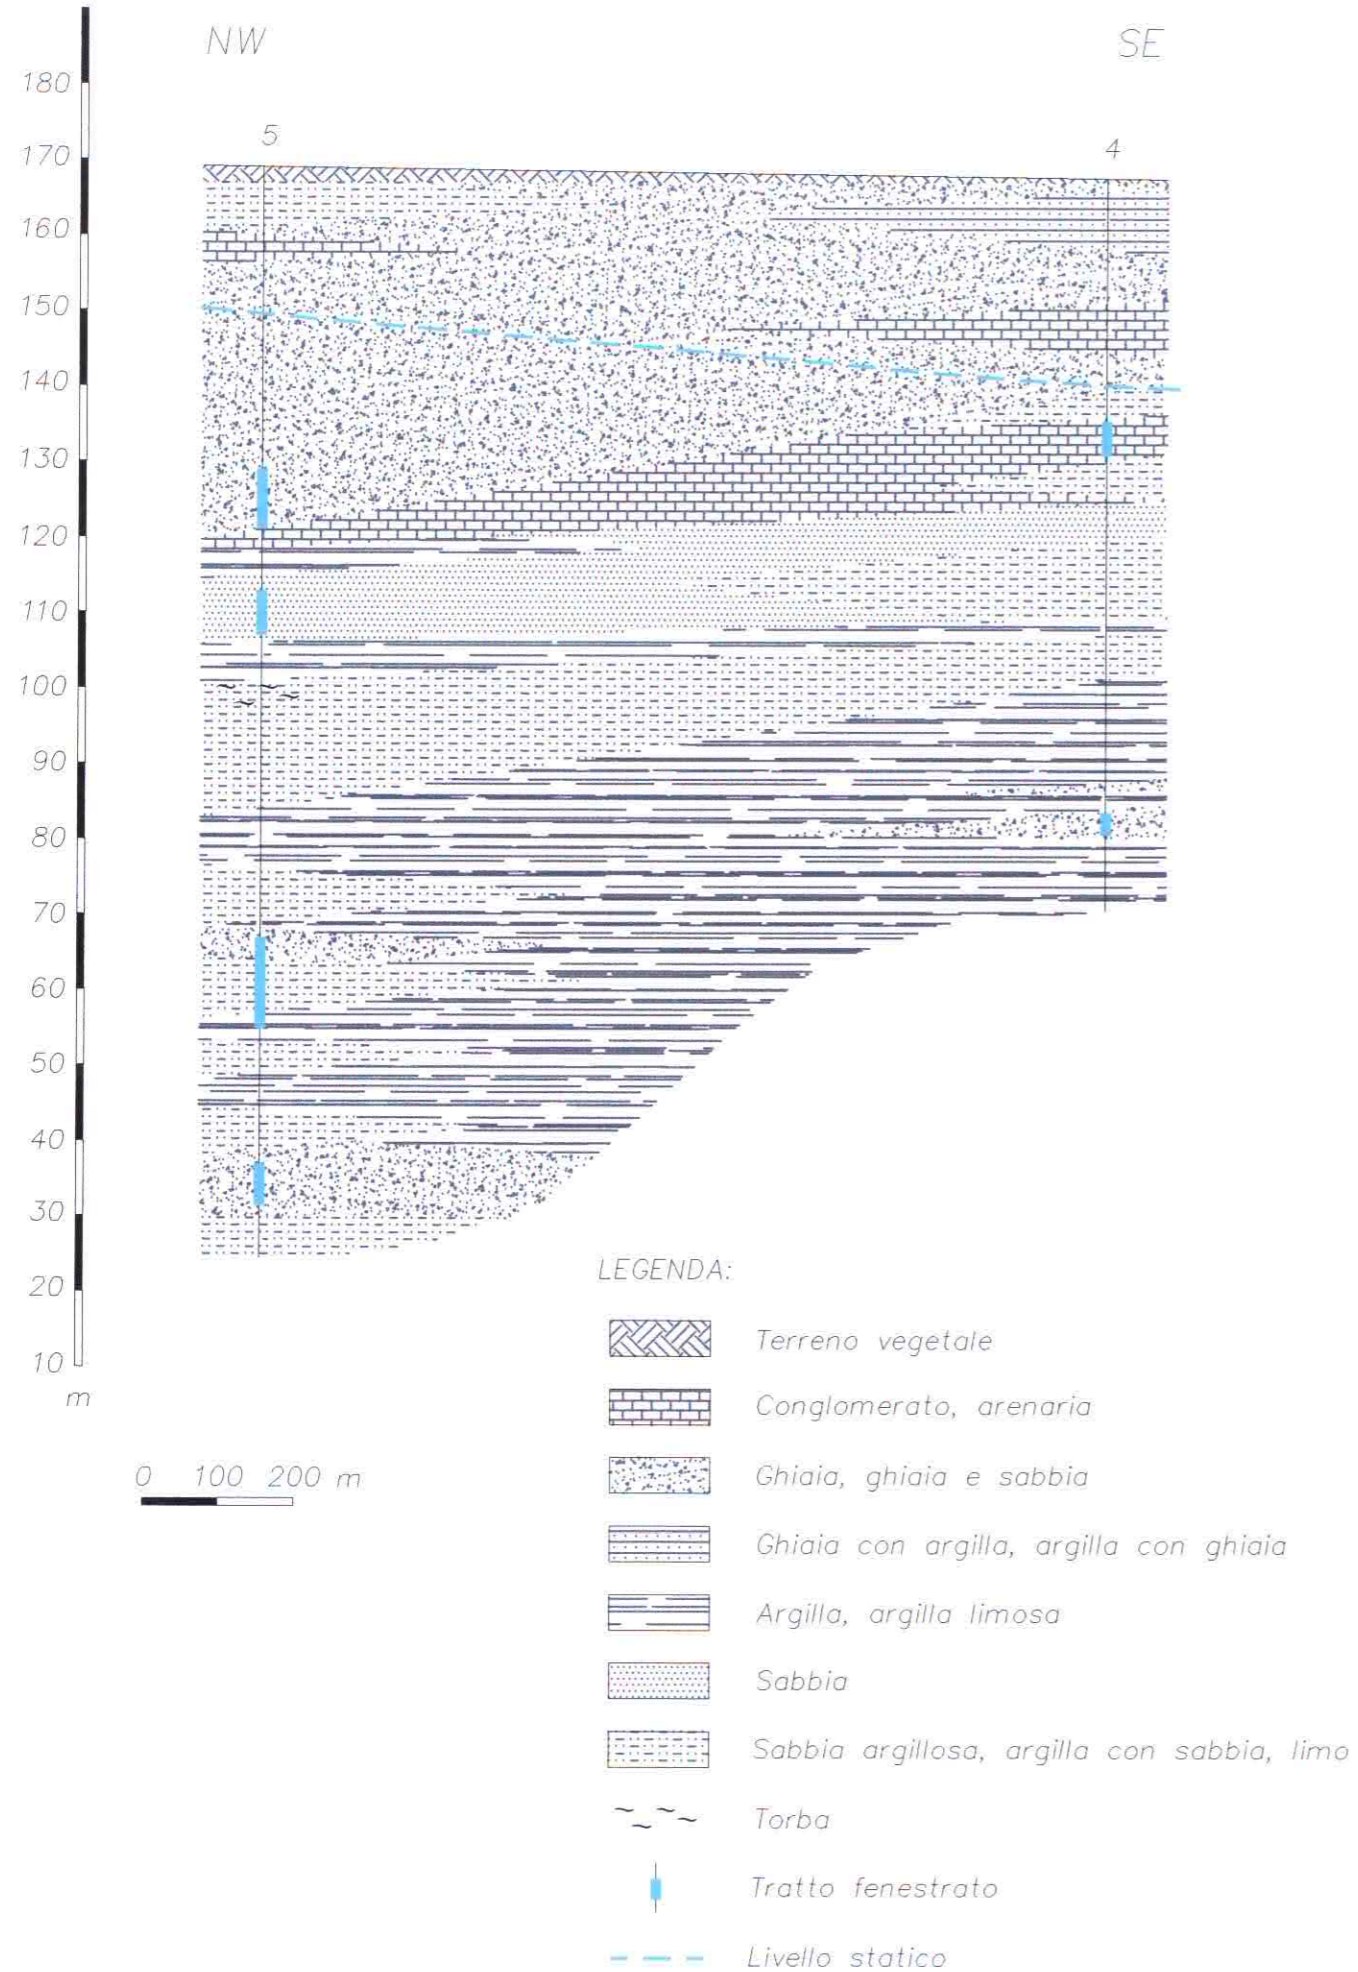 NW SE
180
5
170
4
160
150
140
130
120
110
100
90
80
70
60
50
40
30
20
10
m
0 100 200 m
LEGENDA:
Terreno vegetale
Conglomerato, arenaria
Ghiaia, ghiaia e sabbia
Ghiaia con argilla, argilla con ghiaia
Argilla, argilla limosa
Sabbia
Sabbia argillosa, argilla con sabbia, limo
Torba
Tratto fenestrato
Livello statico